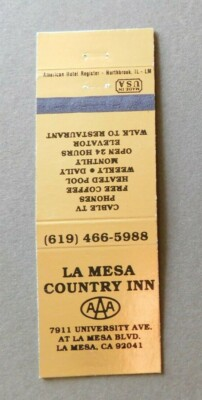 American Hotel Register - Northbrook, IL - LM
MADE IN
USA
CABLE TV
PHONES
FREE COFFEE
HEATED POOL
WEEKLY • DAILY
MONTHLY
ELEVATOR
OPEN 24 HOURS
WALK TO RESTAURANT
(619) 466-5988
LA MESA
COUNTRY INN
AAA
7911 UNIVERSITY AVE.
AT LA MESA BLVD.
LA MESA, CA 92041